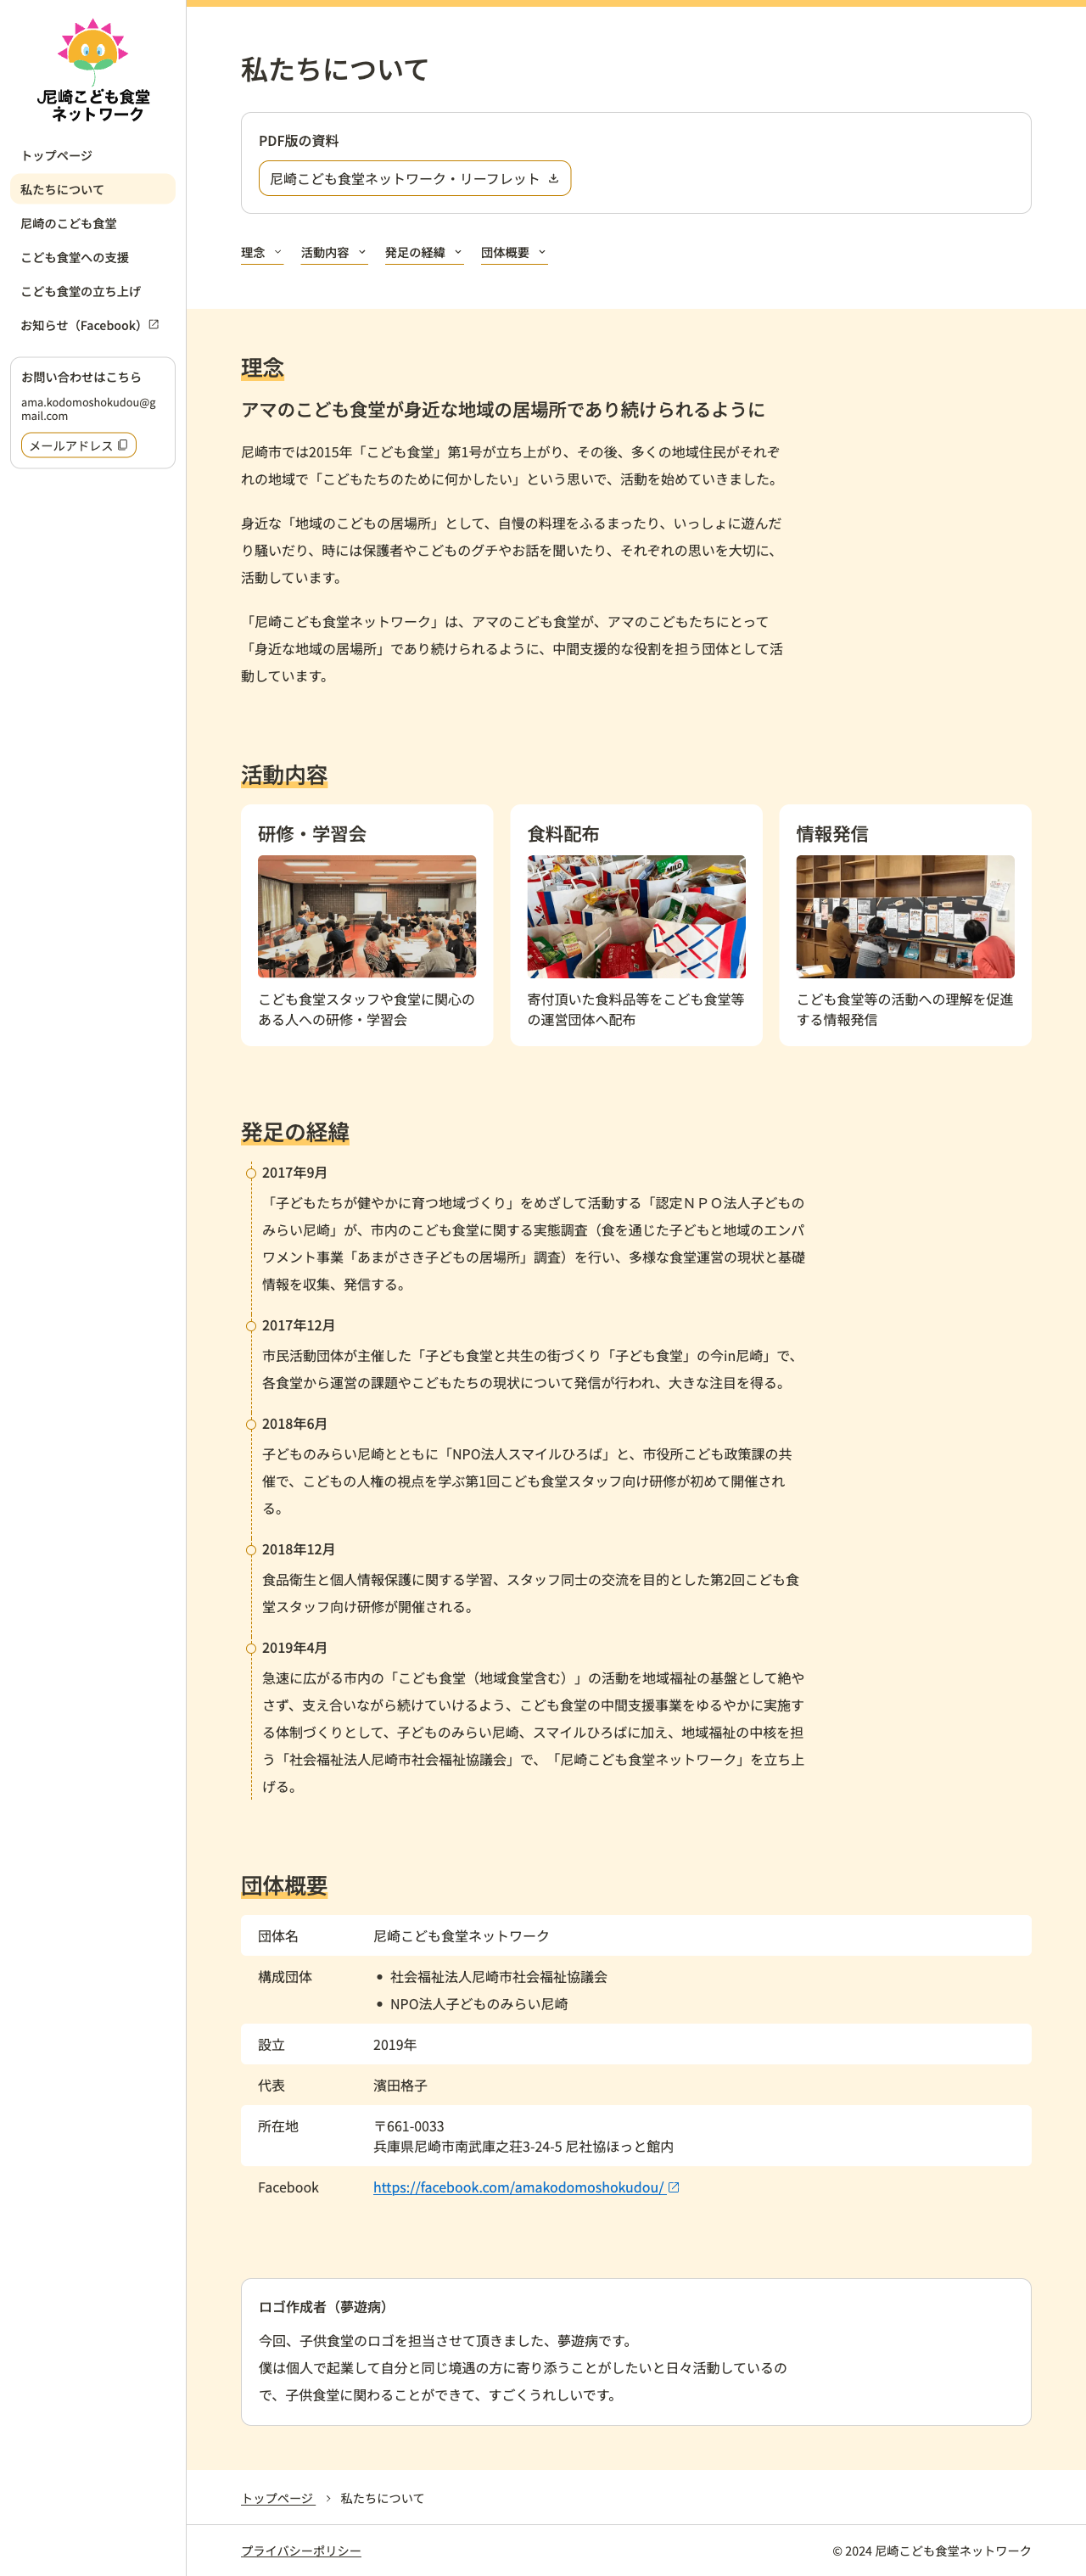 尼崎こども食堂
ネットワーク
トップページ
私たちについて
尼崎のこども食堂
こども食堂への支援
こども食堂の立ち上げ
お知らせ（Facebook）
お問い合わせはこちら
ama.kodomoshokudou@g
mail.com
メールアドレス
私たちについて
PDF版の資料
尼崎こども食堂ネットワーク・リーフレット
理念 活動内容 発足の経緯 団体概要
理念
アマのこども食堂が身近な地域の居場所であり続けられるように
尼崎市では2015年「こども食堂」第1号が立ち上がり、その後、多くの地域住民がそれぞ
れの地域で「こどもたちのために何かしたい」という思いで、活動を始めていきました。
身近な「地域のこどもの居場所」として、自慢の料理をふるまったり、いっしょに遊んだ
り騒いだり、時には保護者やこどものグチやお話を聞いたり、それぞれの思いを大切に、
活動しています。
「尼崎こども食堂ネットワーク」は、アマのこども食堂が、アマのこどもたちにとって
「身近な地域の居場所」であり続けられるように、中間支援的な役割を担う団体として活
動しています。
活動内容
研修・学習会
こども食堂スタッフや食堂に関心の
ある人への研修・学習会
食料配布
MILO
寄付頂いた食料品等をこども食堂等
の運営団体へ配布
情報発信
こども食堂等の活動への理解を促進
する情報発信
発足の経緯
2017年9月
「子どもたちが健やかに育つ地域づくり」をめざして活動する「認定ＮＰＯ法人子どもの
みらい尼崎」が、市内のこども食堂に関する実態調査（食を通じた子どもと地域のエンパ
ワメント事業「あまがさき子どもの居場所」調査）を行い、多様な食堂運営の現状と基礎
情報を収集、発信する。
2017年12月
市民活動団体が主催した「子ども食堂と共生の街づくり「子ども食堂」の今in尼崎」で、
各食堂から運営の課題やこどもたちの現状について発信が行われ、大きな注目を得る。
2018年6月
子どものみらい尼崎とともに「NPO法人スマイルひろば」と、市役所こども政策課の共
催で、こどもの人権の視点を学ぶ第1回こども食堂スタッフ向け研修が初めて開催され
る。
2018年12月
食品衛生と個人情報保護に関する学習、スタッフ同士の交流を目的とした第2回こども食
堂スタッフ向け研修が開催される。
2019年4月
急速に広がる市内の「こども食堂（地域食堂含む）」の活動を地域福祉の基盤として絶や
さず、支え合いながら続けていけるよう、こども食堂の中間支援事業をゆるやかに実施す
る体制づくりとして、子どものみらい尼崎、スマイルひろばに加え、地域福祉の中核を担
う「社会福祉法人尼崎市社会福祉協議会」で、「尼崎こども食堂ネットワーク」を立ち上
げる。
団体概要
団体名 尼崎こども食堂ネットワーク
構成団体 • 社会福祉法人尼崎市社会福祉協議会
• NPO法人子どものみらい尼崎
設立 2019年
代表 濱田格子
所在地 〒661-0033
兵庫県尼崎市南武庫之荘3-24-5 尼社協ほっと館内
Facebook https://facebook.com/amakodomoshokudou/
ロゴ作成者（夢遊病）
今回、子供食堂のロゴを担当させて頂きました、夢遊病です。
僕は個人で起業して自分と同じ境遇の方に寄り添うことがしたいと日々活動しているの
で、子供食堂に関わることができて、すごくうれしいです。
トップページ > 私たちについて
プライバシーポリシー © 2024 尼崎こども食堂ネットワーク